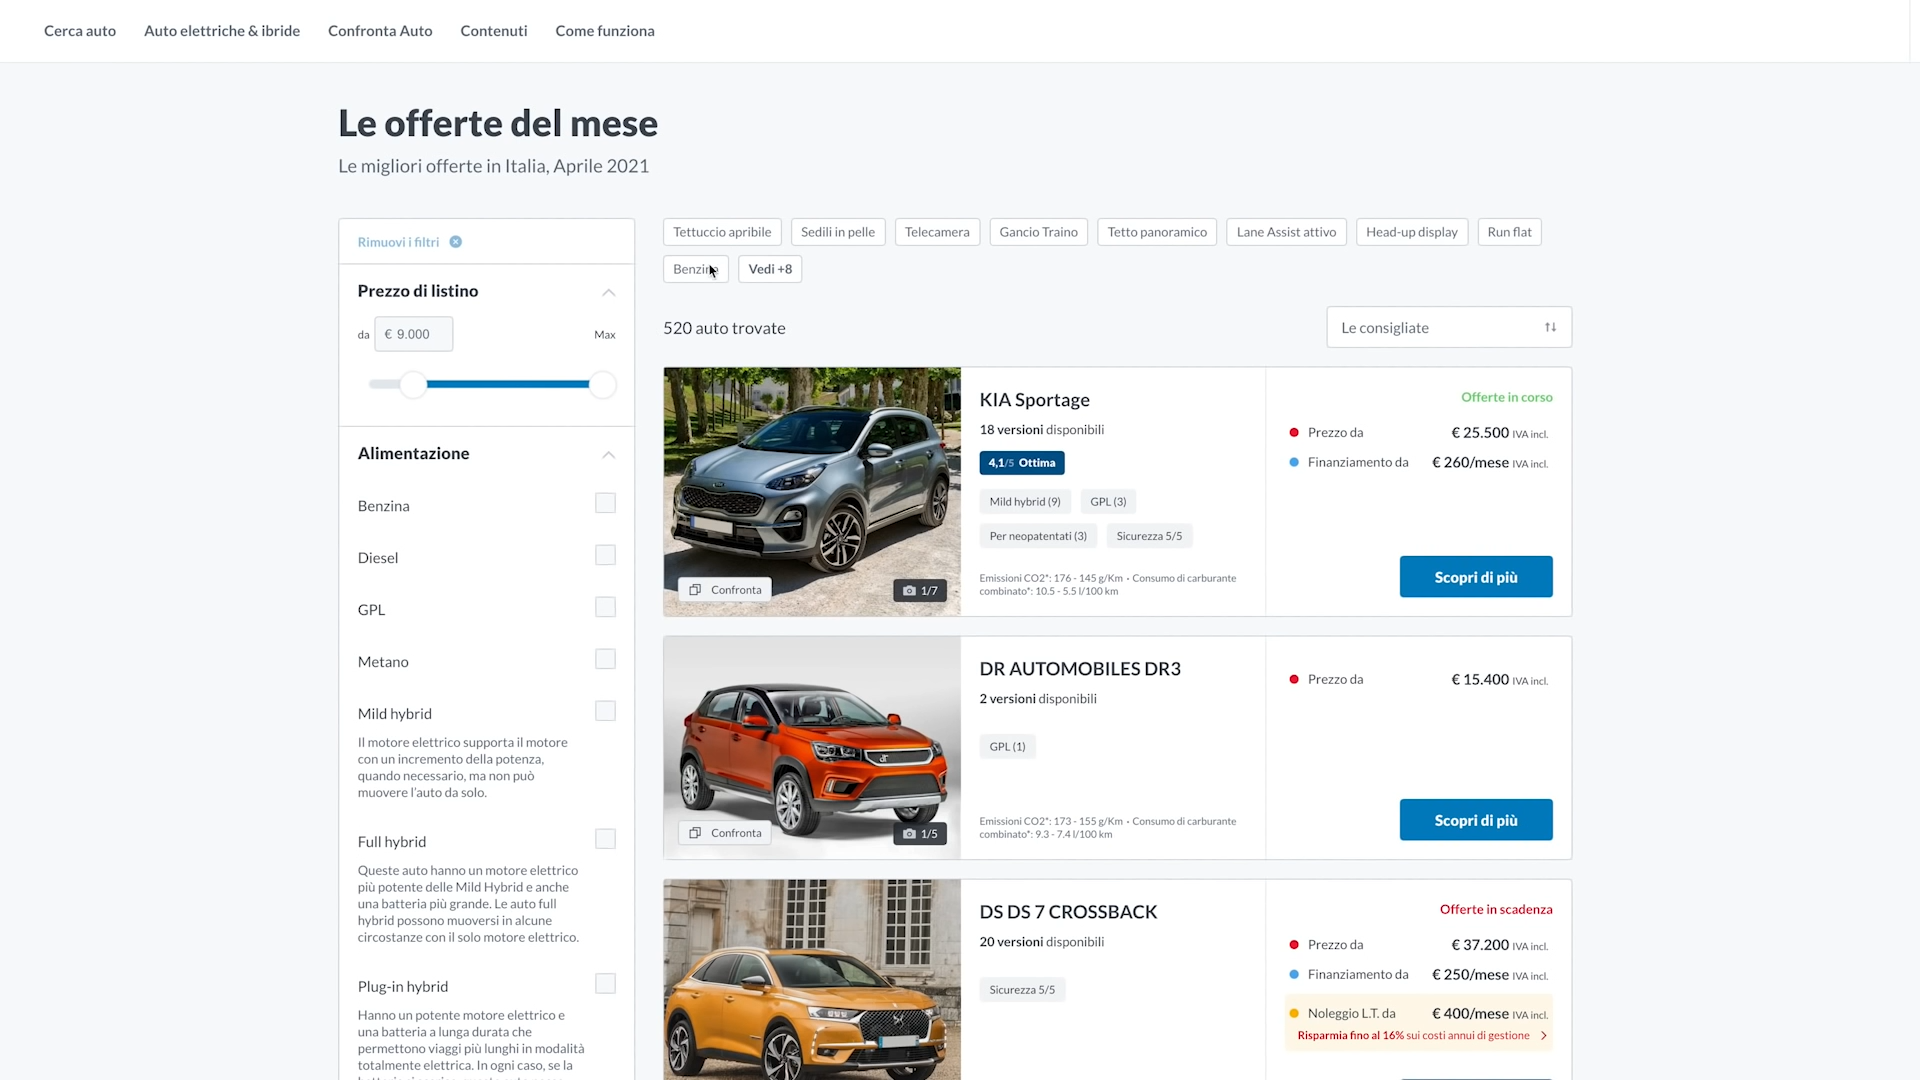 Cerca auto
Auto elettriche & ibride
Confronta Auto
Contenuti
Come funziona
Le offerte del mese
Le migliori offerte in Italia, Aprile 2021
Rimuovi i filtri
Prezzo di listino
da
€ 9.000
Max
Alimentazione
Benzina
Diesel
GPL
Metano
Mild hybrid
Il motore elettrico supporta il motore
con un incremento della potenza,
quando necessario, ma non può
muovere l'auto da solo.
Full hybrid
Queste auto hanno un motore elettrico
più potente delle Mild Hybrid e anche
una batteria più grande. Le auto full
hybrid possono muoversi in alcune
circostanze con il solo motore elettrico.
Plug-in hybrid
Hanno un potente motore elettrico e
una batteria a lunga durata che
permettono viaggi più lunghi in modalità
totalmente elettrica. In ogni caso, se la
Tettuccio apribile
Sedili in pelle
Telecamera
Gancio Traino
Tetto panoramico
Lane Assist attivo
Head-up display
Run flat
Benzina
Vedi +8
520 auto trovate
Le consigliate
KIA Sportage
18 versioni disponibili
4,1/5 Ottima
Mild hybrid (9)
GPL (3)
Per neopatentati (3)
Sicurezza 5/5
Emissioni CO2*: 176 - 145 g/Km • Consumo di carburante
combinato*: 10.5 - 5.5 l/100 km
Confronta
1/7
Offerte in corso
Prezzo da
€ 25.500 IVA incl.
Finanziamento da
€ 260/mese IVA incl.
Scopri di più
DR AUTOMOBILES DR3
2 versioni disponibili
GPL (1)
Emissioni CO2*: 173 - 155 g/Km • Consumo di carburante
combinato*: 9.3 - 7.4 l/100 km
Confronta
1/5
Prezzo da
€ 15.400 IVA incl.
Scopri di più
DS DS 7 CROSSBACK
20 versioni disponibili
Sicurezza 5/5
Offerte in scadenza
Prezzo da
€ 37.200 IVA incl.
Finanziamento da
€ 250/mese IVA incl.
Noleggio L.T. da
€ 400/mese IVA incl.
Risparmia fino al 16% sui costi annui di gestione